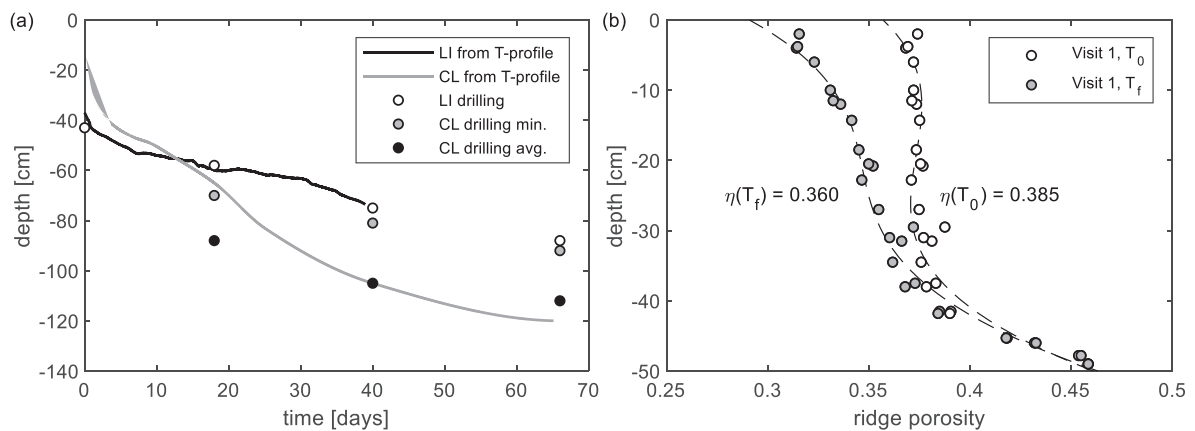 (a)
0
-20
-40
-60
-80
-100
-120
-140
depth [cm]
0 10 20 30 40 50 60 70
time [days]
LI from T-profile
CL from T-profile
LI drilling
CL drilling min.
CL drilling avg.
(b)
0
-10
-20
-30
-40
-50
depth [cm]
0.25 0.3 0.35 0.4 0.45 0.5
ridge porosity
Visit 1, T₀
Visit 1, T_f
η(T_f) = 0.360
η(T₀) = 0.385